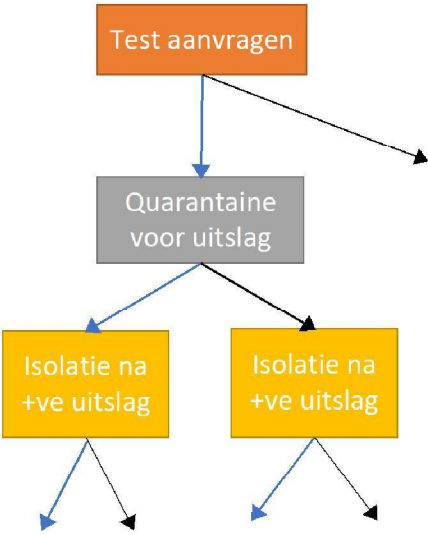 Test aanvragen
Quarantaine
voor uitslag
Isolatie na
+ve uitslag
Isolatie na
+ve uitslag